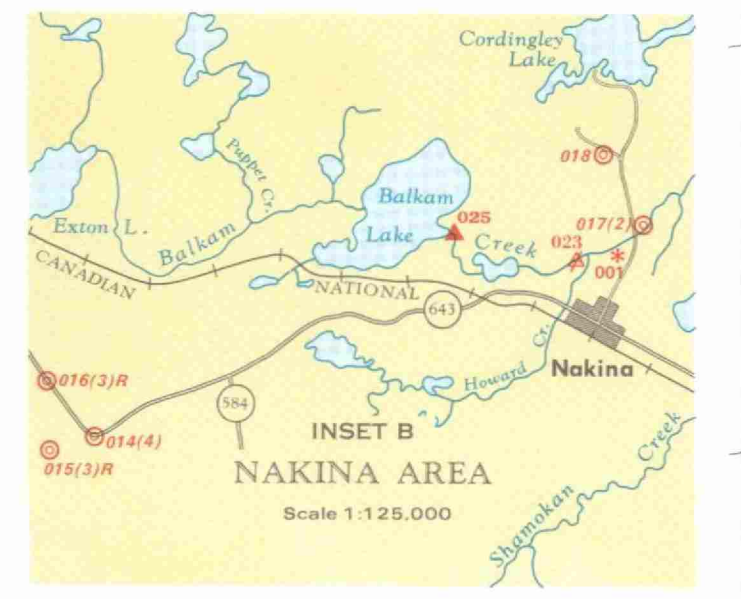 Cordingley
Lake
018
Puppet Cr.
Balkam
Lake
025
017(2)
Exton L.
Balkam
Creek
023
001
CANADIAN
NATIONAL
643
Howard Cr.
Nakina
016(3)R
584
014(4)
015(3)R
INSET B
NAKINA AREA
Scale 1:125,000
Shamokan
Creek